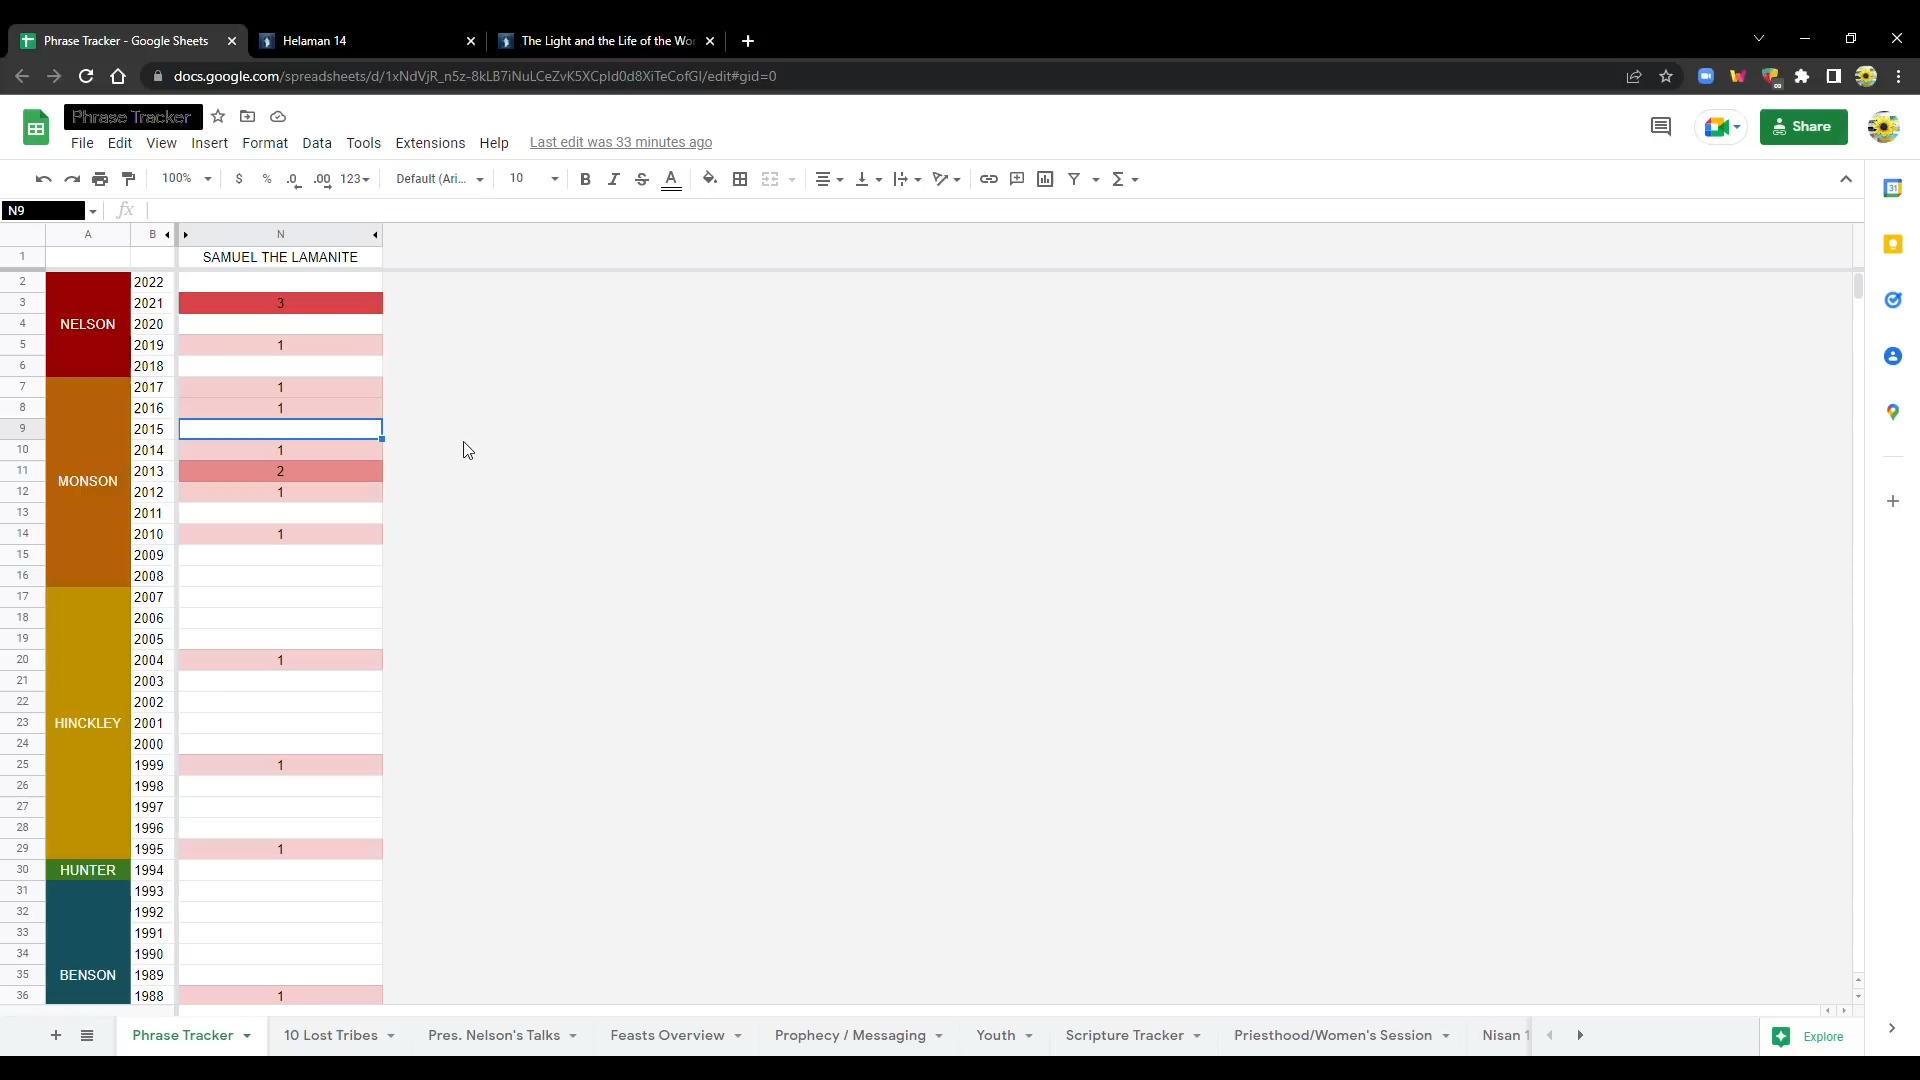 Phrase Tracker - Google Sheets
Helaman 14
The Light and the Life of the Wor
docs.google.com/spreadsheets/d/1xNdVjR_n5z-8kLB7iNuLCeZvK5XCpId0d8XiTeCofGI/edit#gid=0
Phrase Tracker
File Edit View Insert Format Data Tools Extensions Help Last edit was 33 minutes ago
Share
100% $ % .0 .00 123 Default (Ari... 10 B I S A
N9 fx
A B N
1 SAMUEL THE LAMANITE
2 2022
3 2021 3
4 NELSON 2020
5 2019 1
6 2018
7 2017 1
8 2016 1
9 2015
10 2014 1
11 2013 2
12 MONSON 2012 1
13 2011
14 2010 1
15 2009
16 2008
17 2007
18 2006
19 2005
20 2004 1
21 2003
22 2002
23 HINCKLEY 2001
24 2000
25 1999 1
26 1998
27 1997
28 1996
29 1995 1
30 HUNTER 1994
31 1993
32 1992
33 1991
34 1990
35 BENSON 1989
36 1988 1
Phrase Tracker 10 Lost Tribes Pres. Nelson's Talks Feasts Overview Prophecy / Messaging Youth Scripture Tracker Priesthood/Women's Session Nisan 1
Explore
31